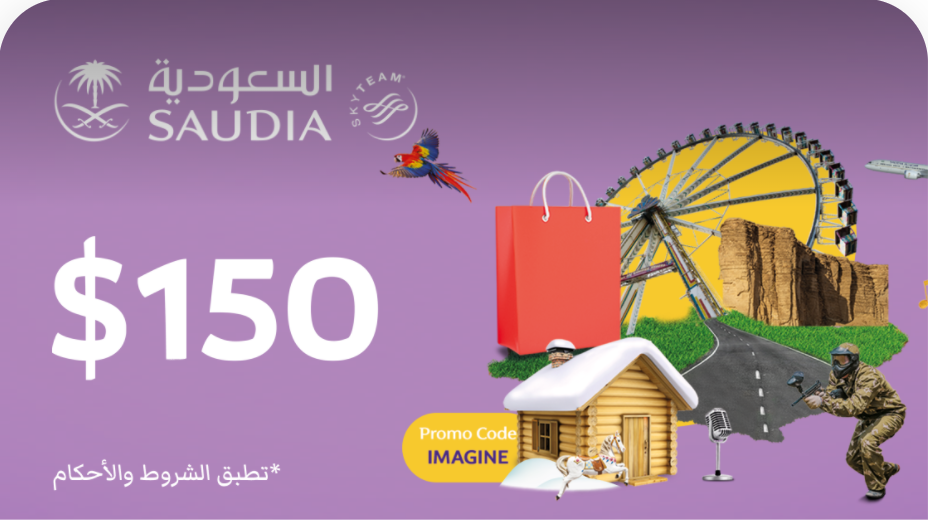 السعودية
SAUDIA
SKYTEAM
$150
Promo Code
IMAGINE
*تطبق الشروط والأحكام